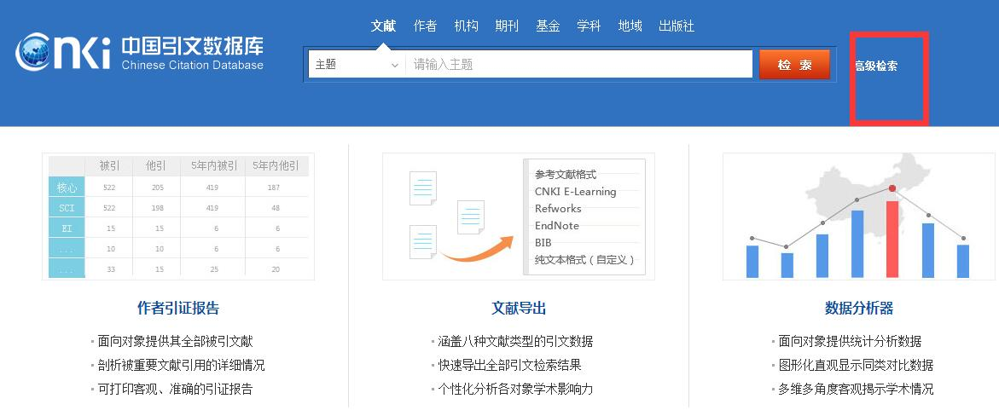 文献 作者 机构 期刊 基金 学科 地域 出版社
Cnki 中国引文数据库
Chinese Citation Database
主题 请输入主题 检 索 高级检索
被引 他引 5年内被引 5年内他引
核心 522 205 419 187
SCI 522 198 419 48
EI 15 15 6 6
... 10 10 6 6
... 33 15 25 20
作者引证报告
面向对象提供其全部被引文献
剖析被重要文献引用的详细情况
可打印客观、准确的引证报告
参考文献格式
CNKI E-Learning
Refworks
EndNote
BIB
纯文本格式（自定义）
文献导出
涵盖八种文献类型的引文数据
快速导出全部引文检索结果
个性化分析各对象学术影响力
数据分析器
面向对象提供统计分析数据
图形化直观显示同类对比数据
多维多角度客观揭示学术情况